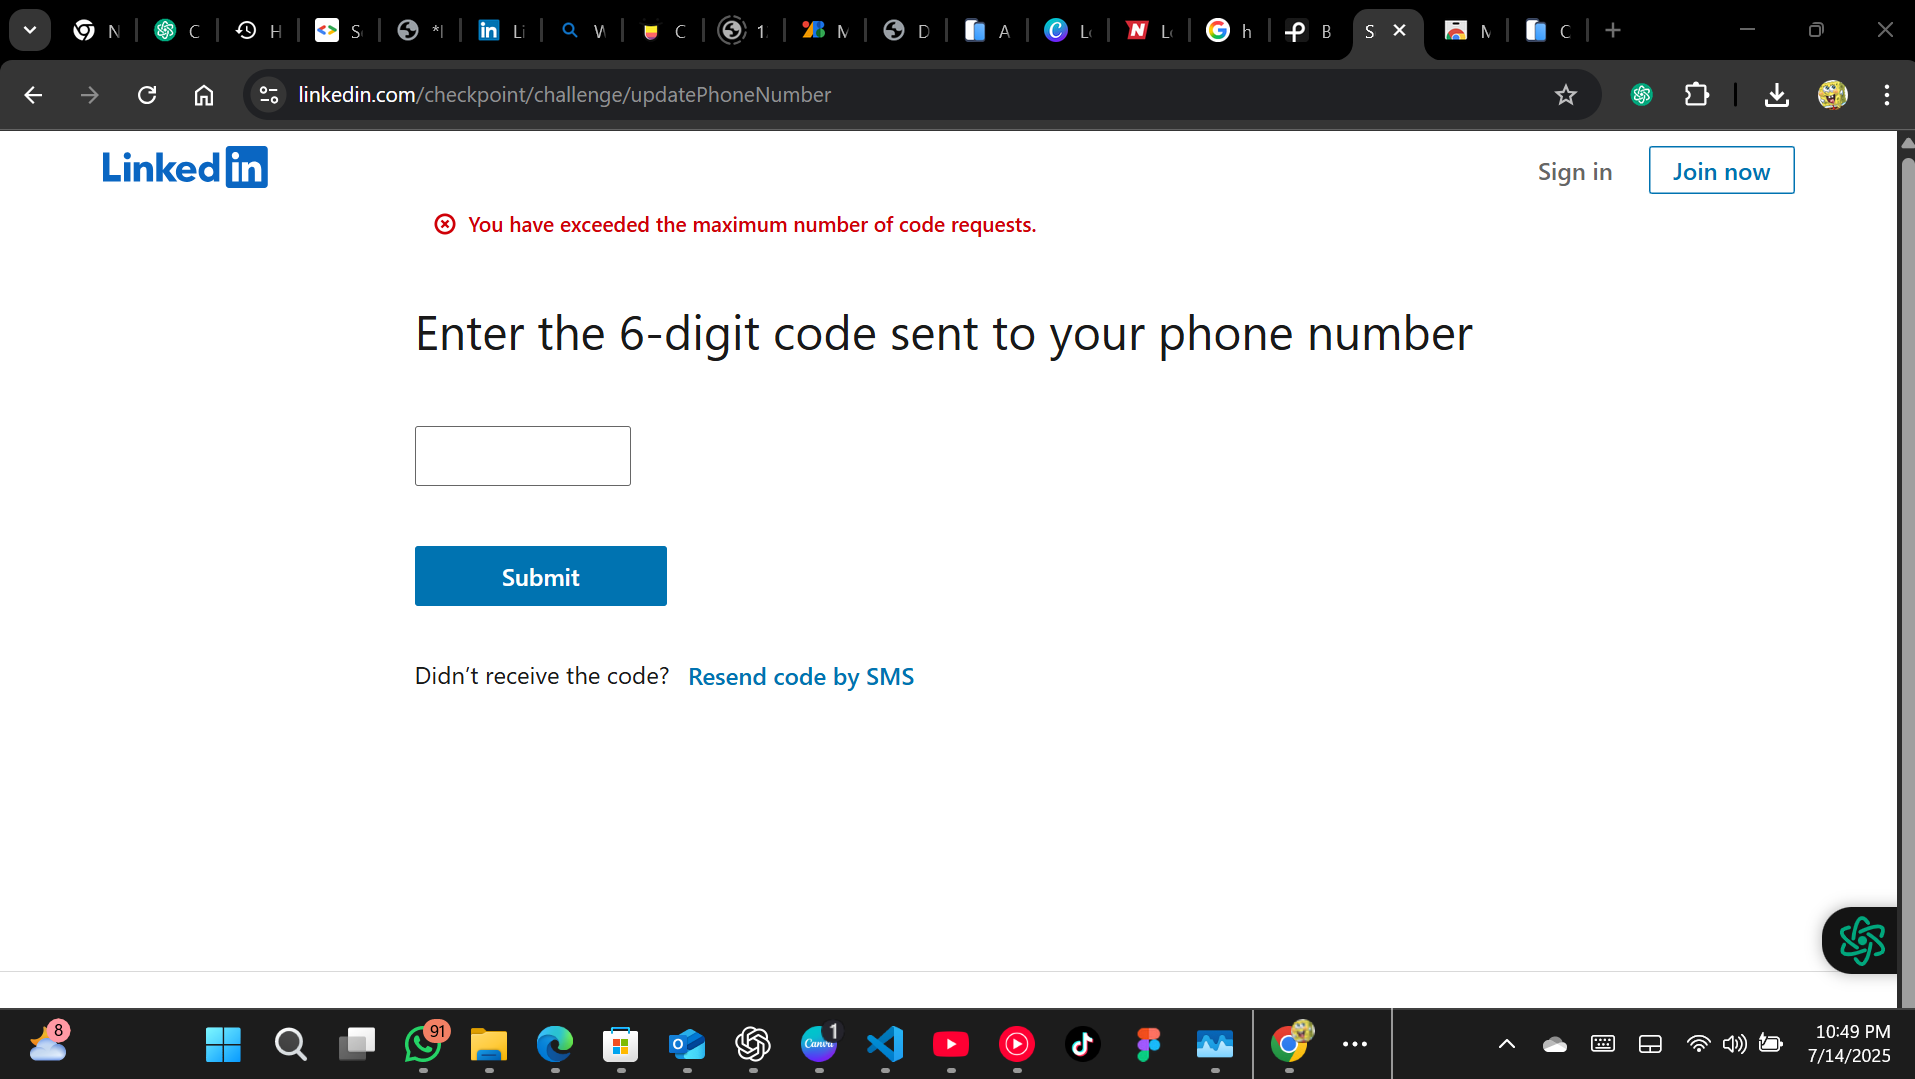 N
C
H
S
*I
Li
W
C
1
M
D
A
L
L
h
B
S
N
C
linkedin.com/checkpoint/challenge/updatePhoneNumber
Linked in
Sign in
Join now
You have exceeded the maximum number of code requests.
Enter the 6-digit code sent to your phone number
Submit
Didn't receive the code? Resend code by SMS
8
91
Canva
1
10:49 PM
7/14/2025